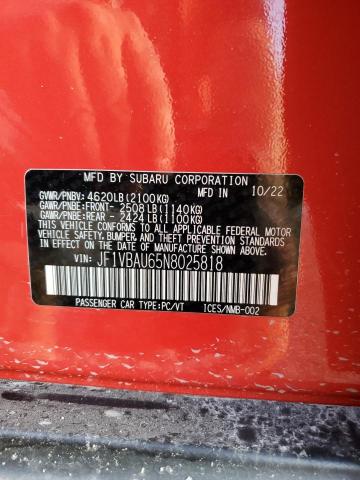 MFD BY SUBARU CORPORATION
GVWR/PNBV: 4620LB(2100KG) MFD IN 10/22
GAWR/PNBE:FRONT- 2508LB(1140KG)
GAWR/PNBE:REAR - 2424LB(1100KG)
THIS VEHICLE CONFORMS TO ALL APPLICABLE FEDERAL MOTOR
VEHICLE SAFETY, BUMPER, AND THEFT PREVENTION STANDARDS
IN EFFECT ON THE DATE OF MANUFACTURE SHOWN ABOVE.
VIN: JF1VBAU65N8025818
PASSENGER CAR TYPE:PC/VT ICES/NMB-002